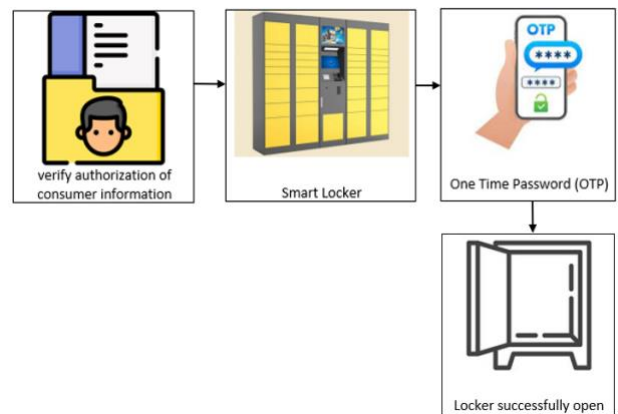 verify authorization of
consumer information
Smart Locker
OTP
****
****
One Time Password (OTP)
Locker successfully open